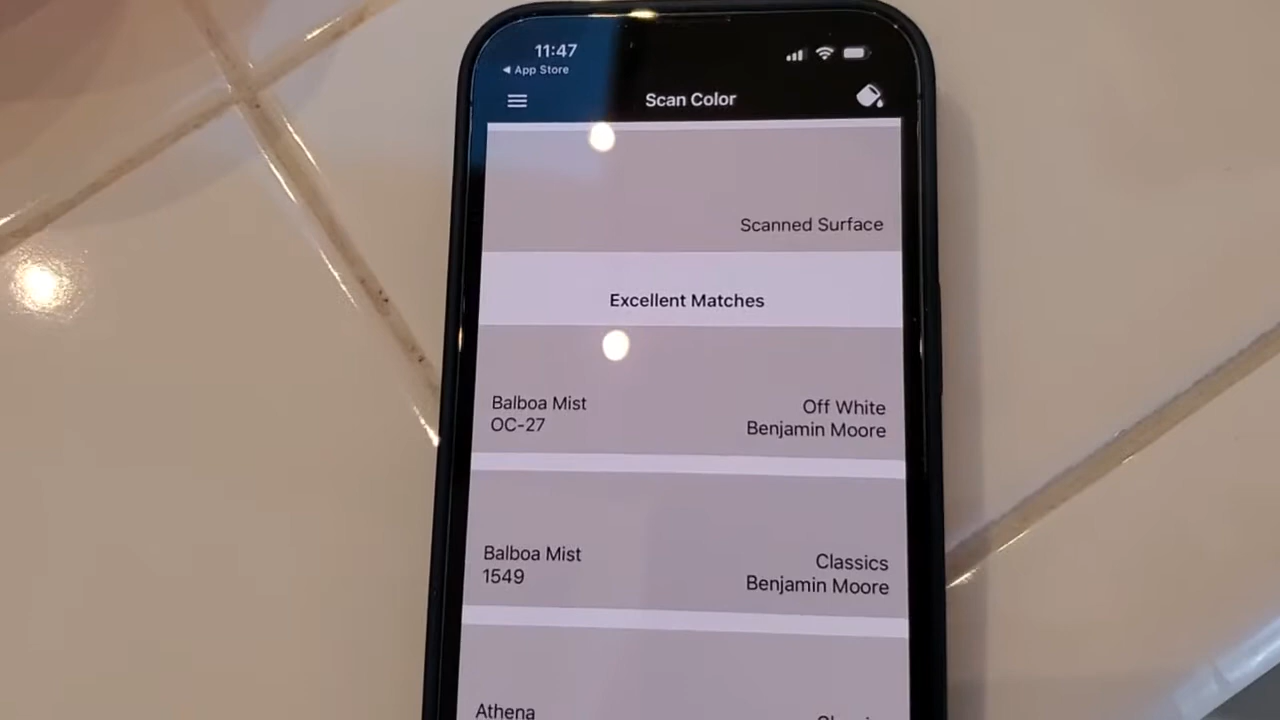 11:47
◀ App Store
Scan Color
Scanned Surface
Excellent Matches
Balboa Mist
OC-27
Off White
Benjamin Moore
Balboa Mist
1549
Classics
Benjamin Moore
Athena